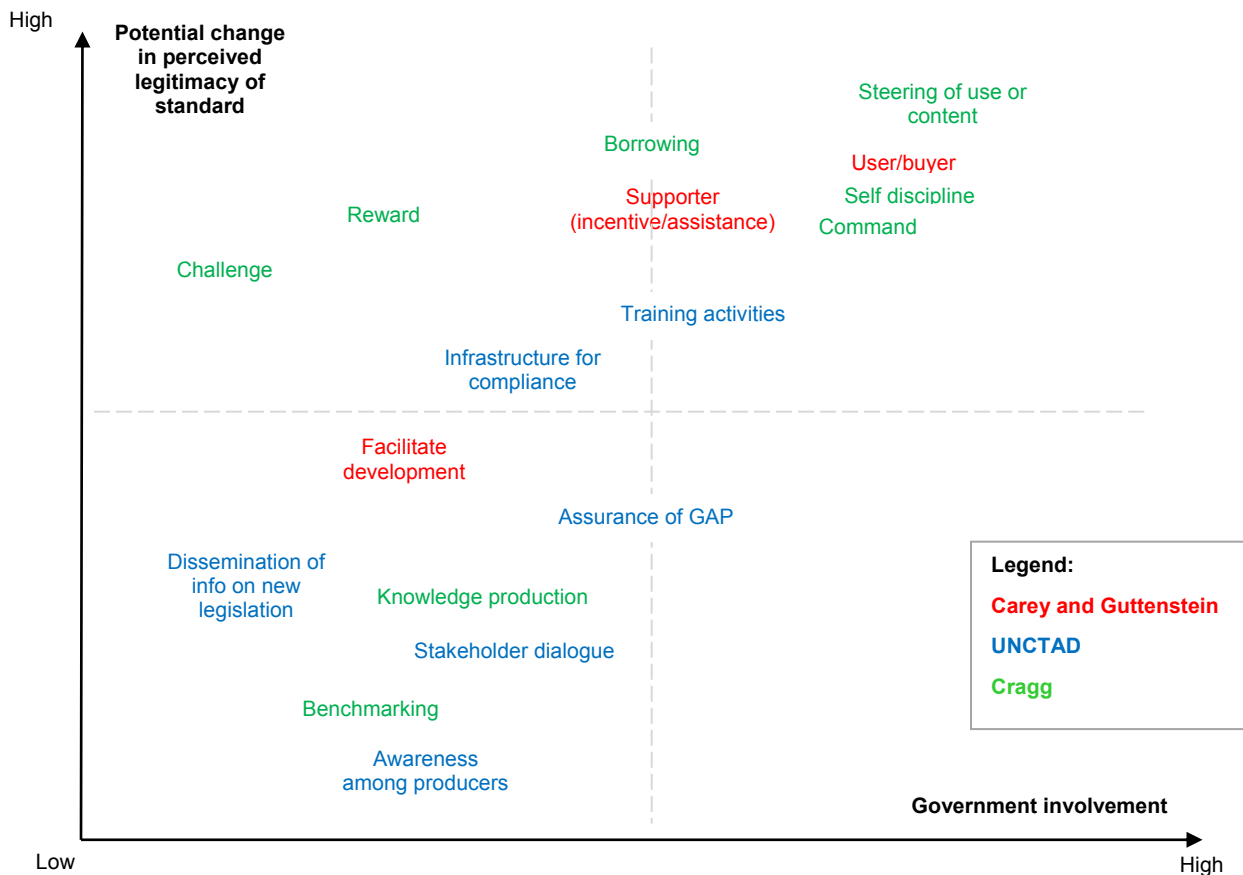 High
Potential change
in perceived
legitimacy of
standard
Steering of use or
content
Borrowing
User/buyer
Supporter
(incentive/assistance)
Self discipline
Reward
Command
Challenge
Training activities
Infrastructure for
compliance
Facilitate
development
Assurance of GAP
Dissemination of
info on new
legislation
Knowledge production
Stakeholder dialogue
Benchmarking
Awareness
among producers
Legend:
Carey and Guttenstein
UNCTAD
Cragg
Government involvement
Low
High